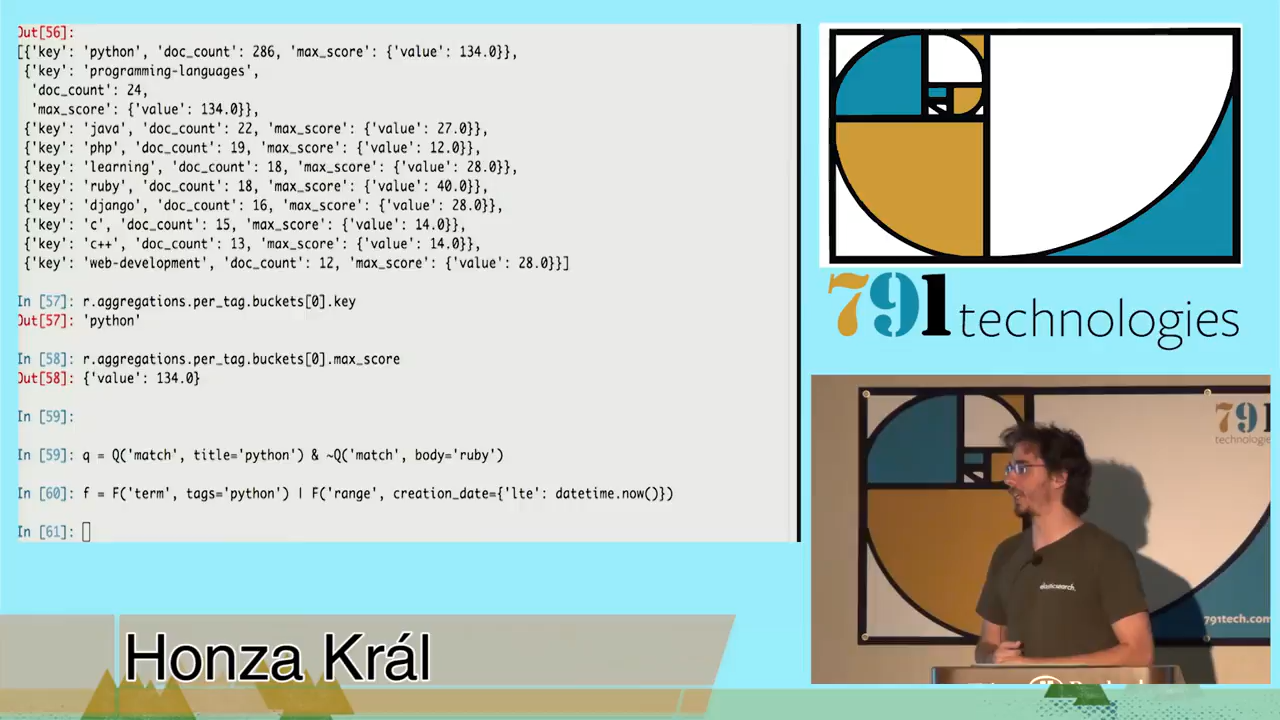 Out[56]:
[{'key': 'python', 'doc_count': 286, 'max_score': {'value': 134.0}},
{'key': 'programming-languages',
'doc_count': 24,
'max_score': {'value': 134.0}},
{'key': 'java', 'doc_count': 22, 'max_score': {'value': 27.0}},
{'key': 'php', 'doc_count': 19, 'max_score': {'value': 12.0}},
{'key': 'learning', 'doc_count': 18, 'max_score': {'value': 28.0}},
{'key': 'ruby', 'doc_count': 18, 'max_score': {'value': 40.0}},
{'key': 'django', 'doc_count': 16, 'max_score': {'value': 28.0}},
{'key': 'c', 'doc_count': 15, 'max_score': {'value': 14.0}},
{'key': 'c++', 'doc_count': 13, 'max_score': {'value': 14.0}},
{'key': 'web-development', 'doc_count': 12, 'max_score': {'value': 28.0}}]
In [57]: r.aggregations.per_tag.buckets[0].key
Out[57]: 'python'
In [58]: r.aggregations.per_tag.buckets[0].max_score
Out[58]: {'value': 134.0}
In [59]:
In [59]: q = Q('match', title='python') & ~Q('match', body='ruby')
In [60]: f = F('term', tags='python') | F('range', creation_date={'lte': datetime.now()})
In [61]:
791 technologies
791
technologies
elasticsearch.
791tech.com
Honza Král